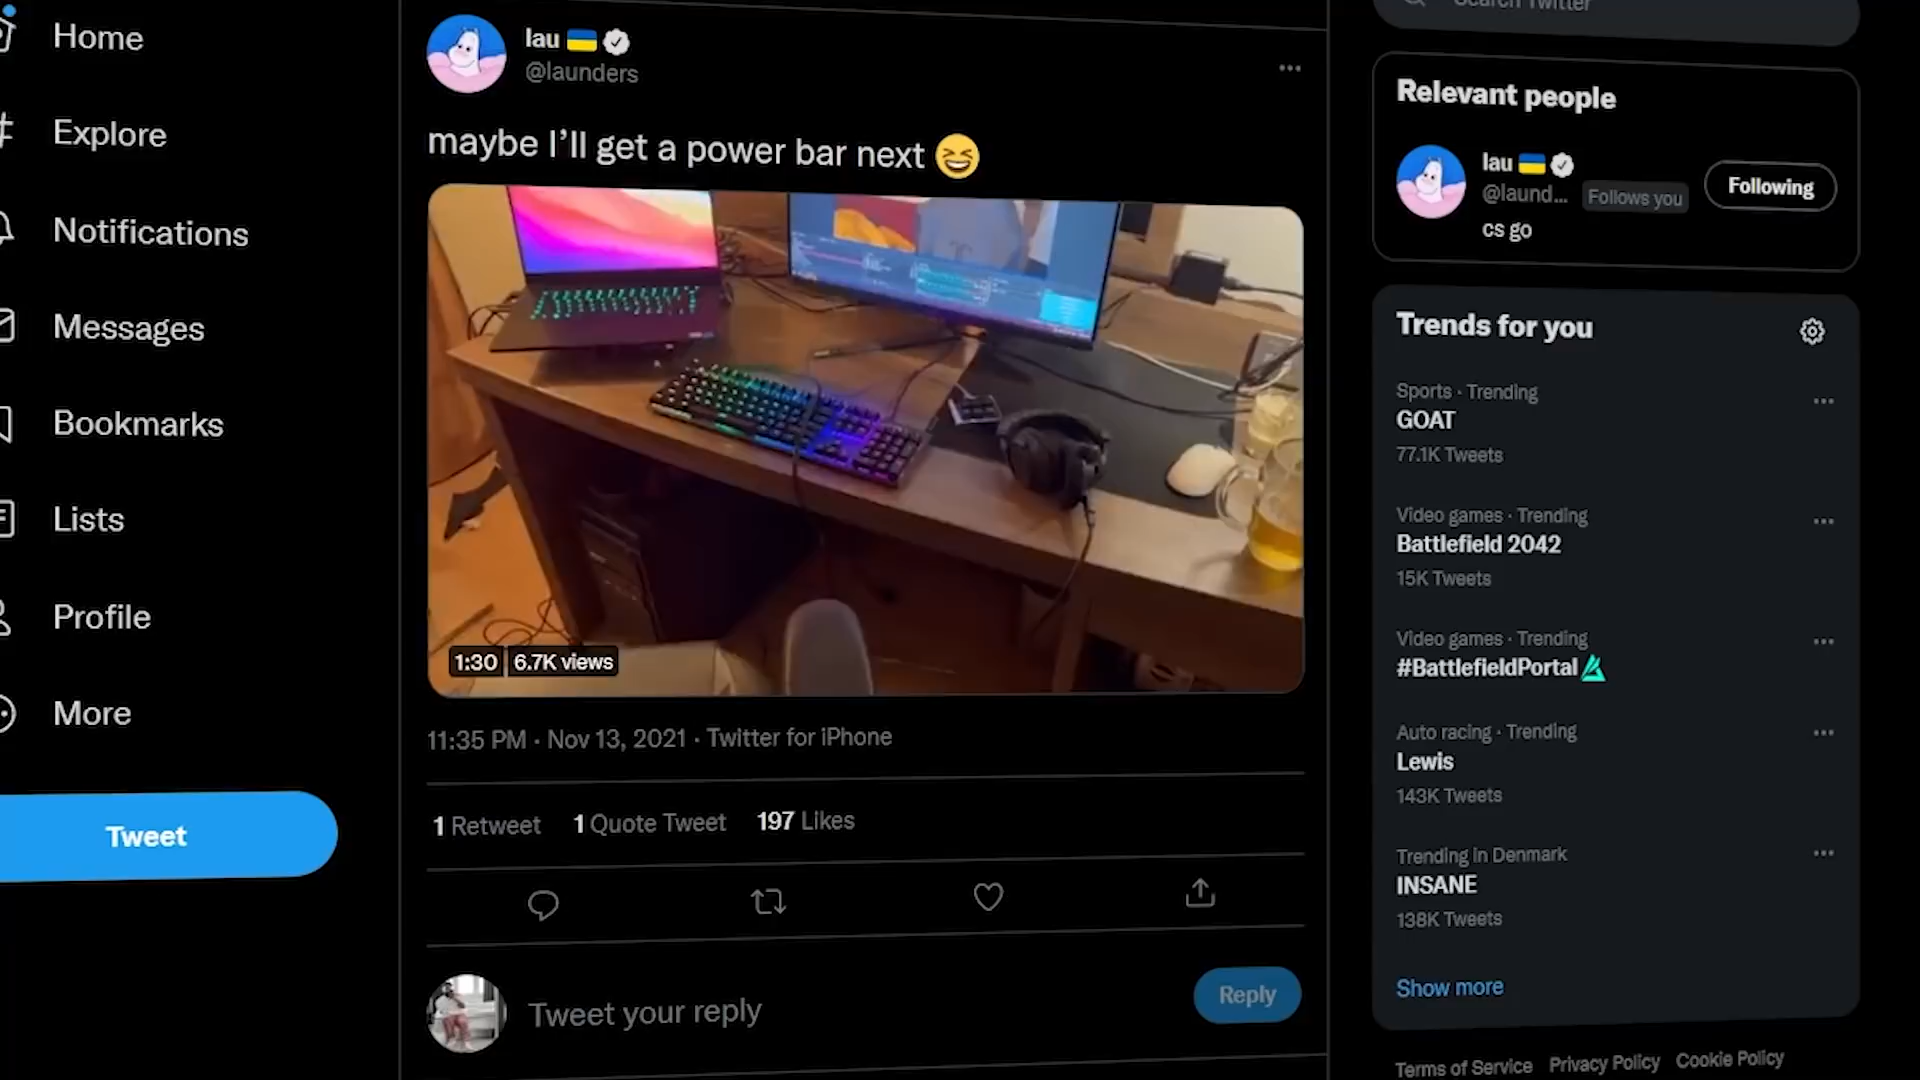 Home
Explore
Notifications
Messages
Bookmarks
Lists
Profile
More
Tweet
lau
@launders
maybe I’ll get a power bar next 😆
1:30 6.7K views
11:35 PM · Nov 13, 2021 · Twitter for iPhone
1 Retweet 1 Quote Tweet 197 Likes
Tweet your reply
Reply
Search Twitter
Relevant people
lau
@laund... Follows you
Following
cs go
Trends for you
Sports · Trending
GOAT
77.1K Tweets
Video games · Trending
Battlefield 2042
15K Tweets
Video games · Trending
#BattlefieldPortal
Auto racing · Trending
Lewis
143K Tweets
Trending in Denmark
INSANE
138K Tweets
Show more
Terms of Service Privacy Policy Cookie Policy